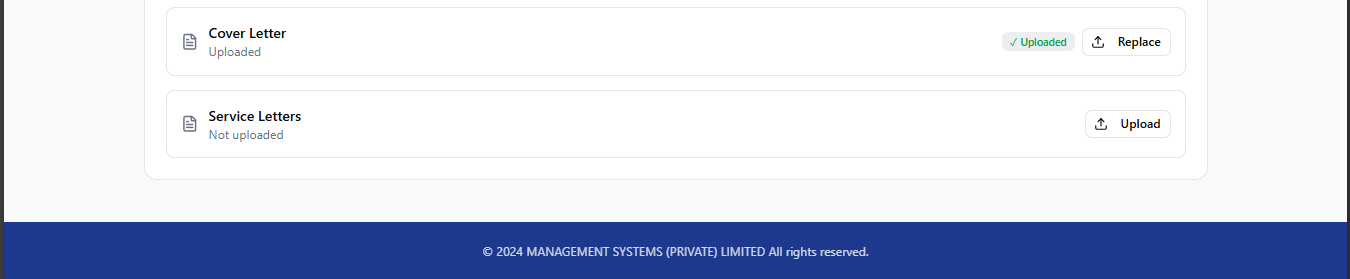 Cover Letter
Uploaded
✓ Uploaded
Replace
Service Letters
Not uploaded
Upload
© 2024 MANAGEMENT SYSTEMS (PRIVATE) LIMITED All rights reserved.